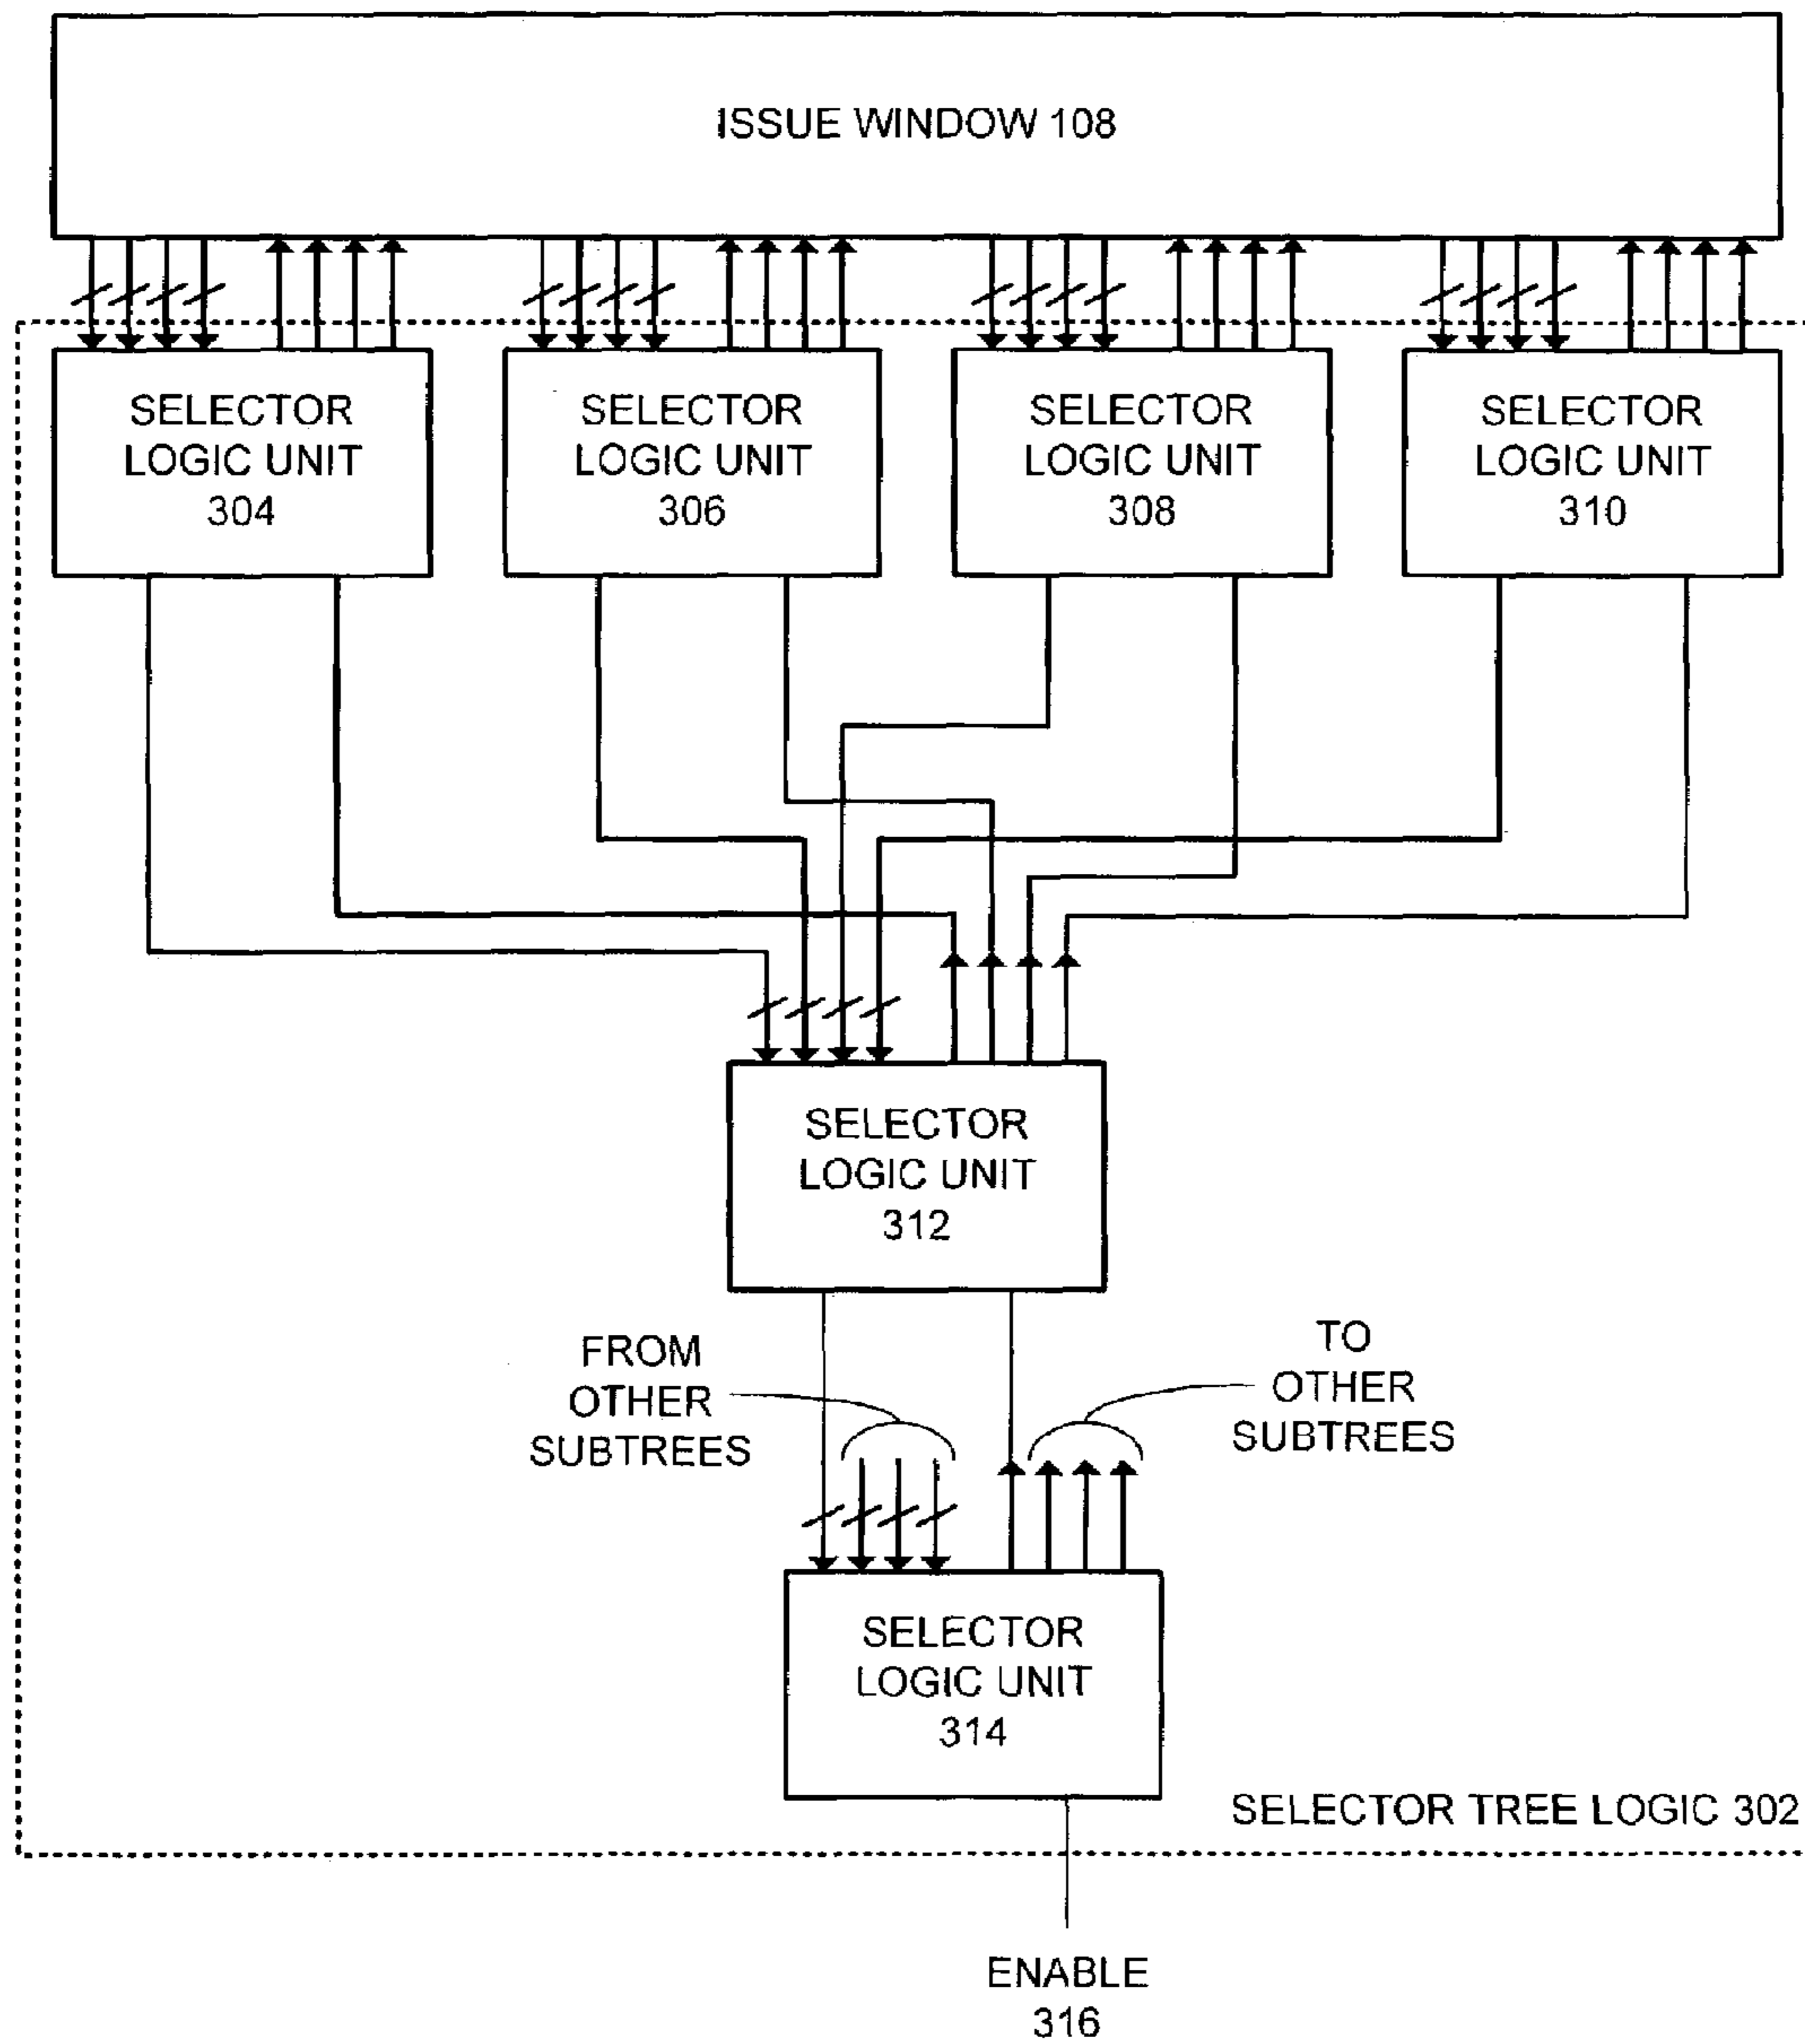 ISSUE WINDOW 108
SELECTOR
LOGIC UNIT
304
SELECTOR
LOGIC UNIT
306
SELECTOR
LOGIC UNIT
308
SELECTOR
LOGIC UNIT
310
SELECTOR
LOGIC UNIT
312
FROM
OTHER
SUBTREES
TO
OTHER
SUBTREES
SELECTOR
LOGIC UNIT
314
SELECTOR TREE LOGIC 302
ENABLE
316